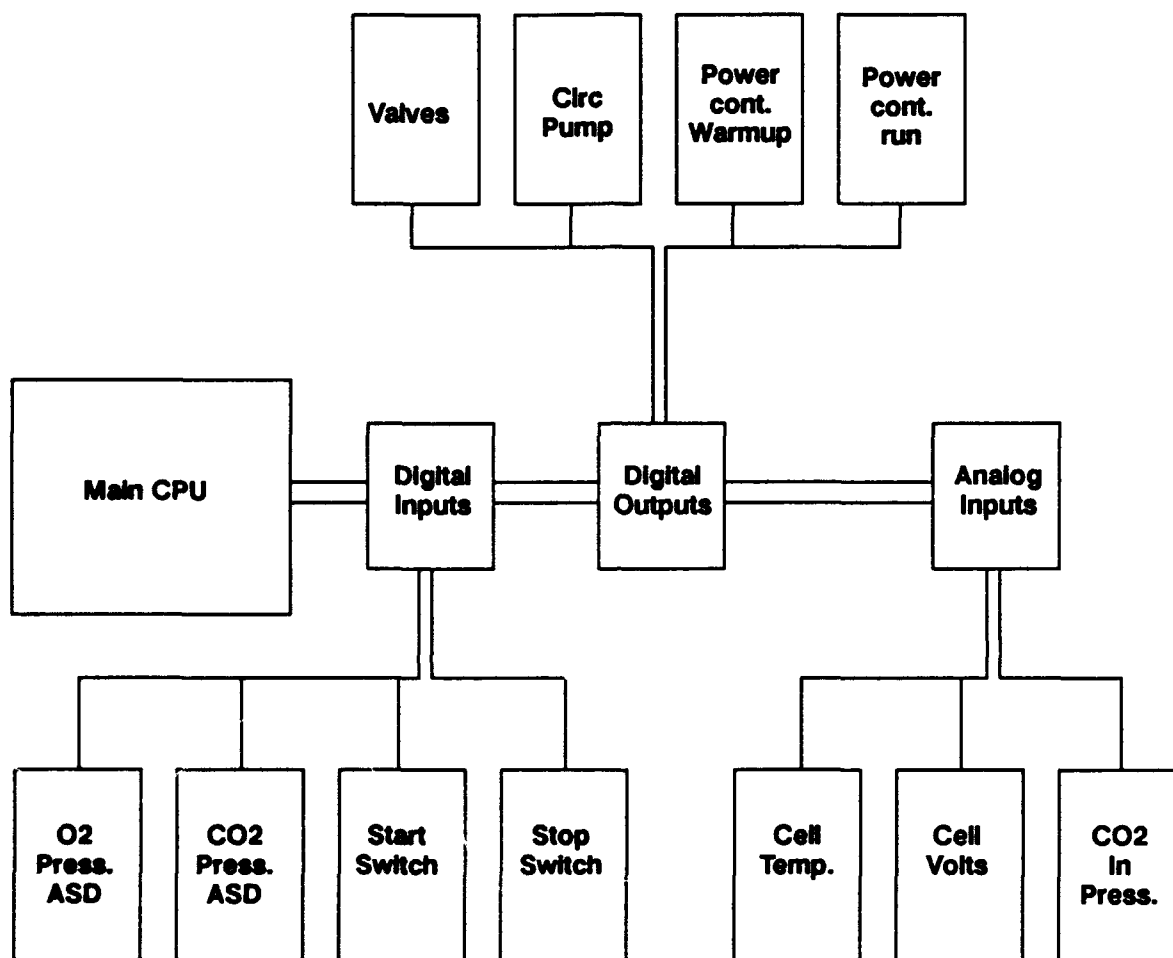 Valves
Circ
Pump
Power
cont.
Warmup
Power
cont.
run
Main CPU
Digital
Inputs
Digital
Outputs
Analog
Inputs
O2
Press.
ASD
CO2
Press.
ASD
Start
Switch
Stop
Switch
Cell
Temp.
Cell
Volts
CO2
In
Press.